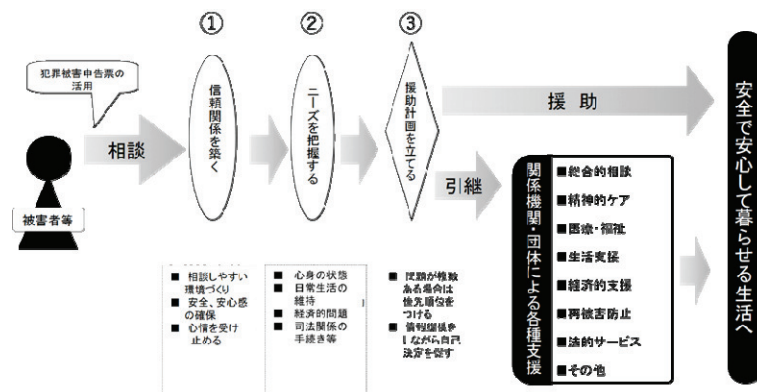 ①
②
③
犯罪被害申告票の
活用
相談
被害者等
信頼関係を築く
ニーズを把握する
援助計画を立てる
援助
引継
関係機関・団体による各種支援
■総合的相談
■精神的ケア
■医療・福祉
■生活支援
■経済的支援
■再被害防止
■法的サービス
■その他
安全で安心して暮らせる生活へ
■ 相談しやすい
環境づくり
■ 安全、安心感
の確保
■ 心情を受け
止める
■ 心身の状態
■ 日常生活の
維持
■ 経済的問題
■ 司法関係の
手続き等
■ 問題が複数
ある場合は
優先順位を
つける
■ 情報提供を
しながら自己
決定を促す